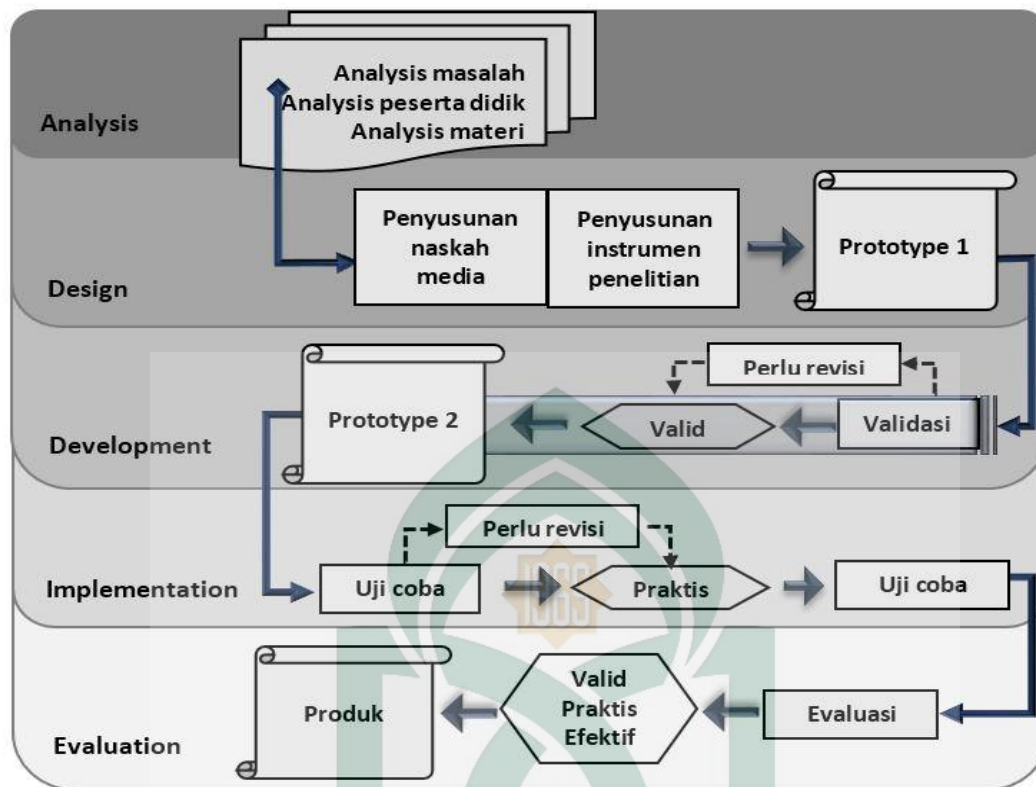 Analysis masalah
Analysis peserta didik
Analysis materi
Analysis
Penyusunan
naskah
media
Penyusunan
instrumen
penelitian
Prototype 1
Design
Perlu revisi
Prototype 2
Valid
Validasi
Development
Perlu revisi
Uji coba
Praktis
Uji coba
Implementation
1965
Produk
Valid
Praktis
Efektif
Evaluasi
Evaluation